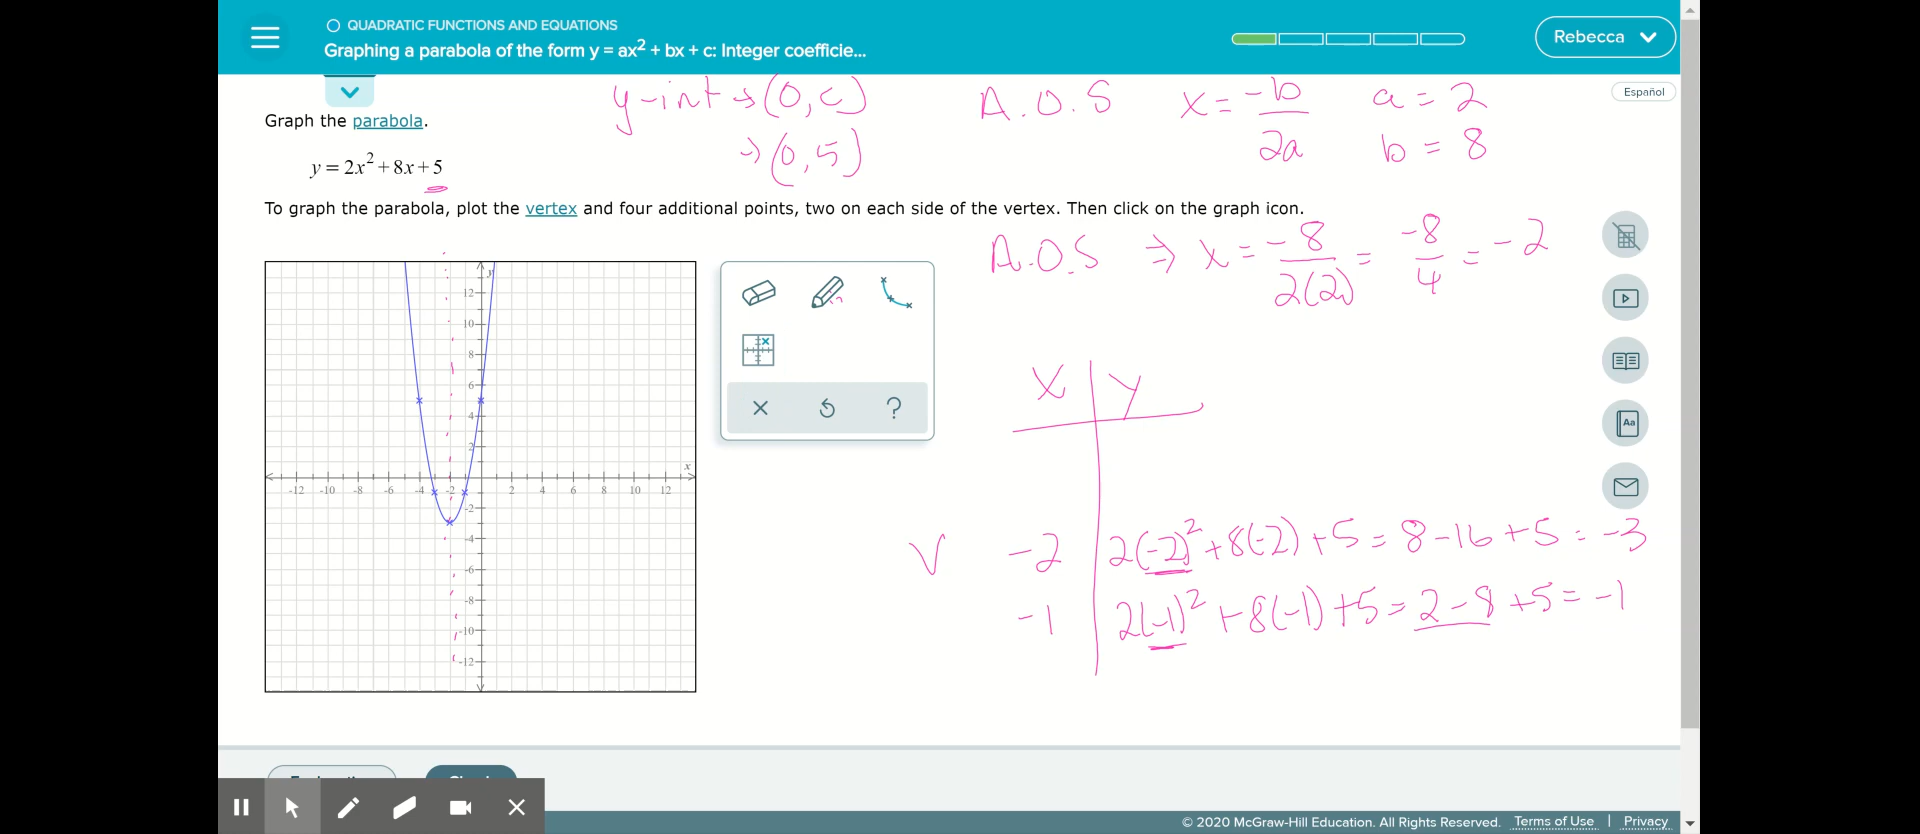 QUADRATIC FUNCTIONS AND EQUATIONS
Graphing a parabola of the form y = ax² + bx + c: Integer coefficie...
Rebecca
Español
y-int → (0, c)
→ (0, 5)
A.O.S x = -b / 2a
a = 2
b = 8
Graph the parabola.
y = 2x² + 8x + 5
To graph the parabola, plot the vertex and four additional points, two on each side of the vertex. Then click on the graph icon.
A.O.S ⇒ x = -8 / 2(2) = -8 / 4 = -2
y
12
10
8
6
4
2
x
-12 -10 -8 -6 -4 -2 2 4 6 8 10 12
-2
-4
-6
-8
-10
-12
?
Aa
X Y
V -2 2(-2)² + 8(-2) + 5 = 8 - 16 + 5 = -3
-1 2(-1)² + 8(-1) + 5 = 2 - 8 + 5 = -1
© 2020 McGraw-Hill Education. All Rights Reserved. Terms of Use | Privacy